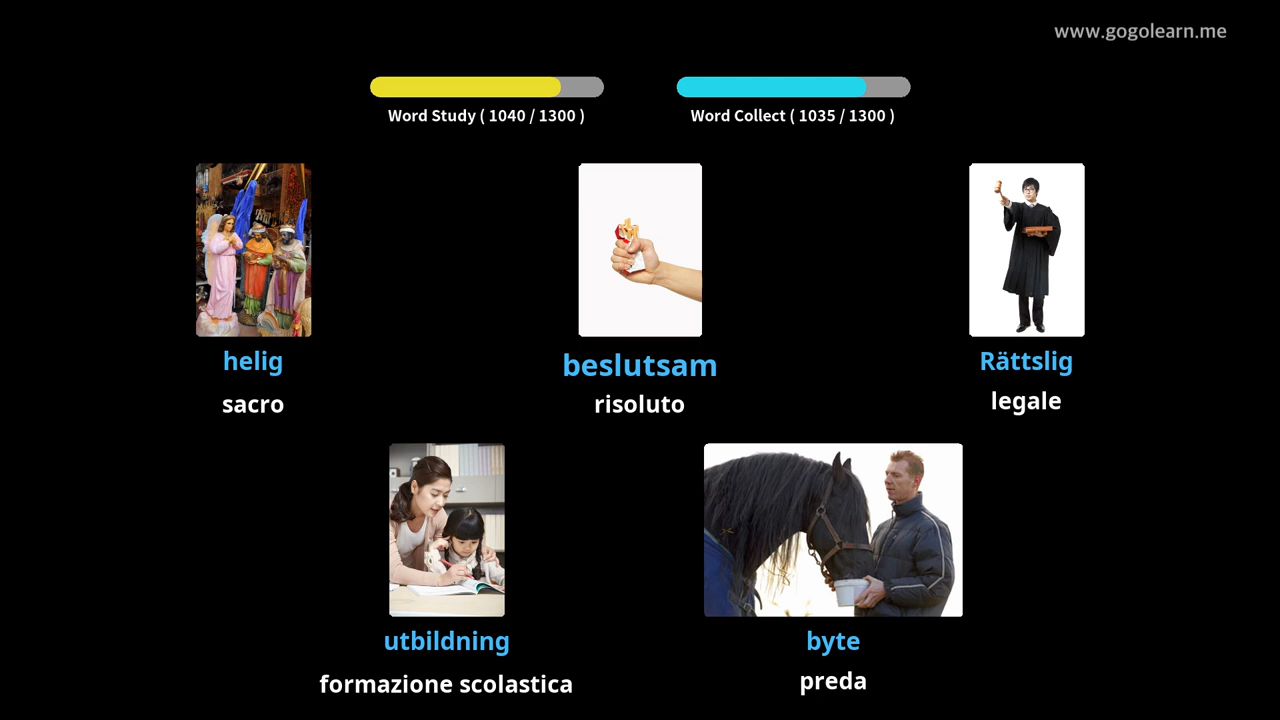 www.gogolearn.me
Word Study ( 1040 / 1300 )
Word Collect ( 1035 / 1300 )
helig
sacro
beslutsam
risoluto
Rättslig
legale
utbildning
formazione scolastica
byte
preda